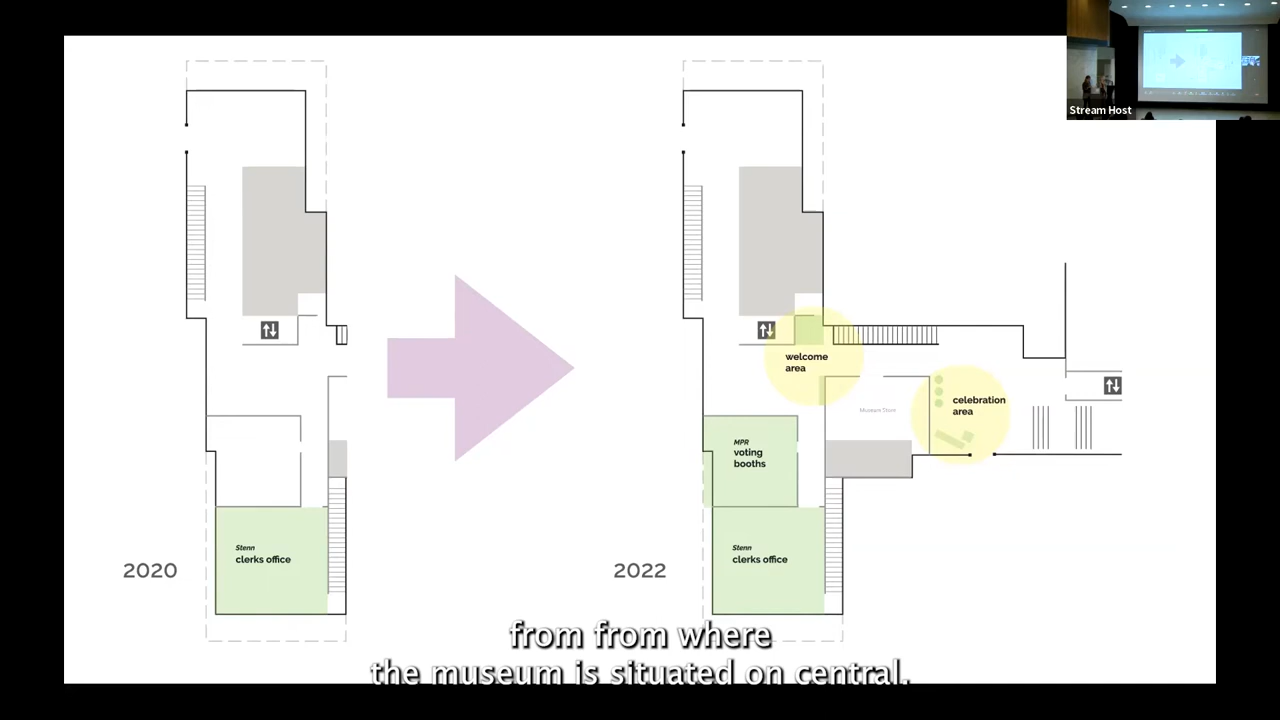 Stream Host
welcome
area
celebration
area
Museum Store
MPR
voting
booths
Stenn
clerks office
Stenn
clerks office
2020
2022
from from where
the museum is situated on central.